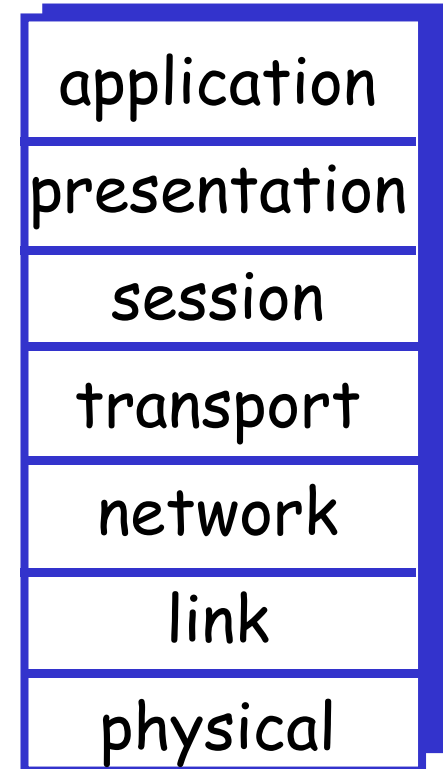 application
presentation
session
transport
network
link
physical